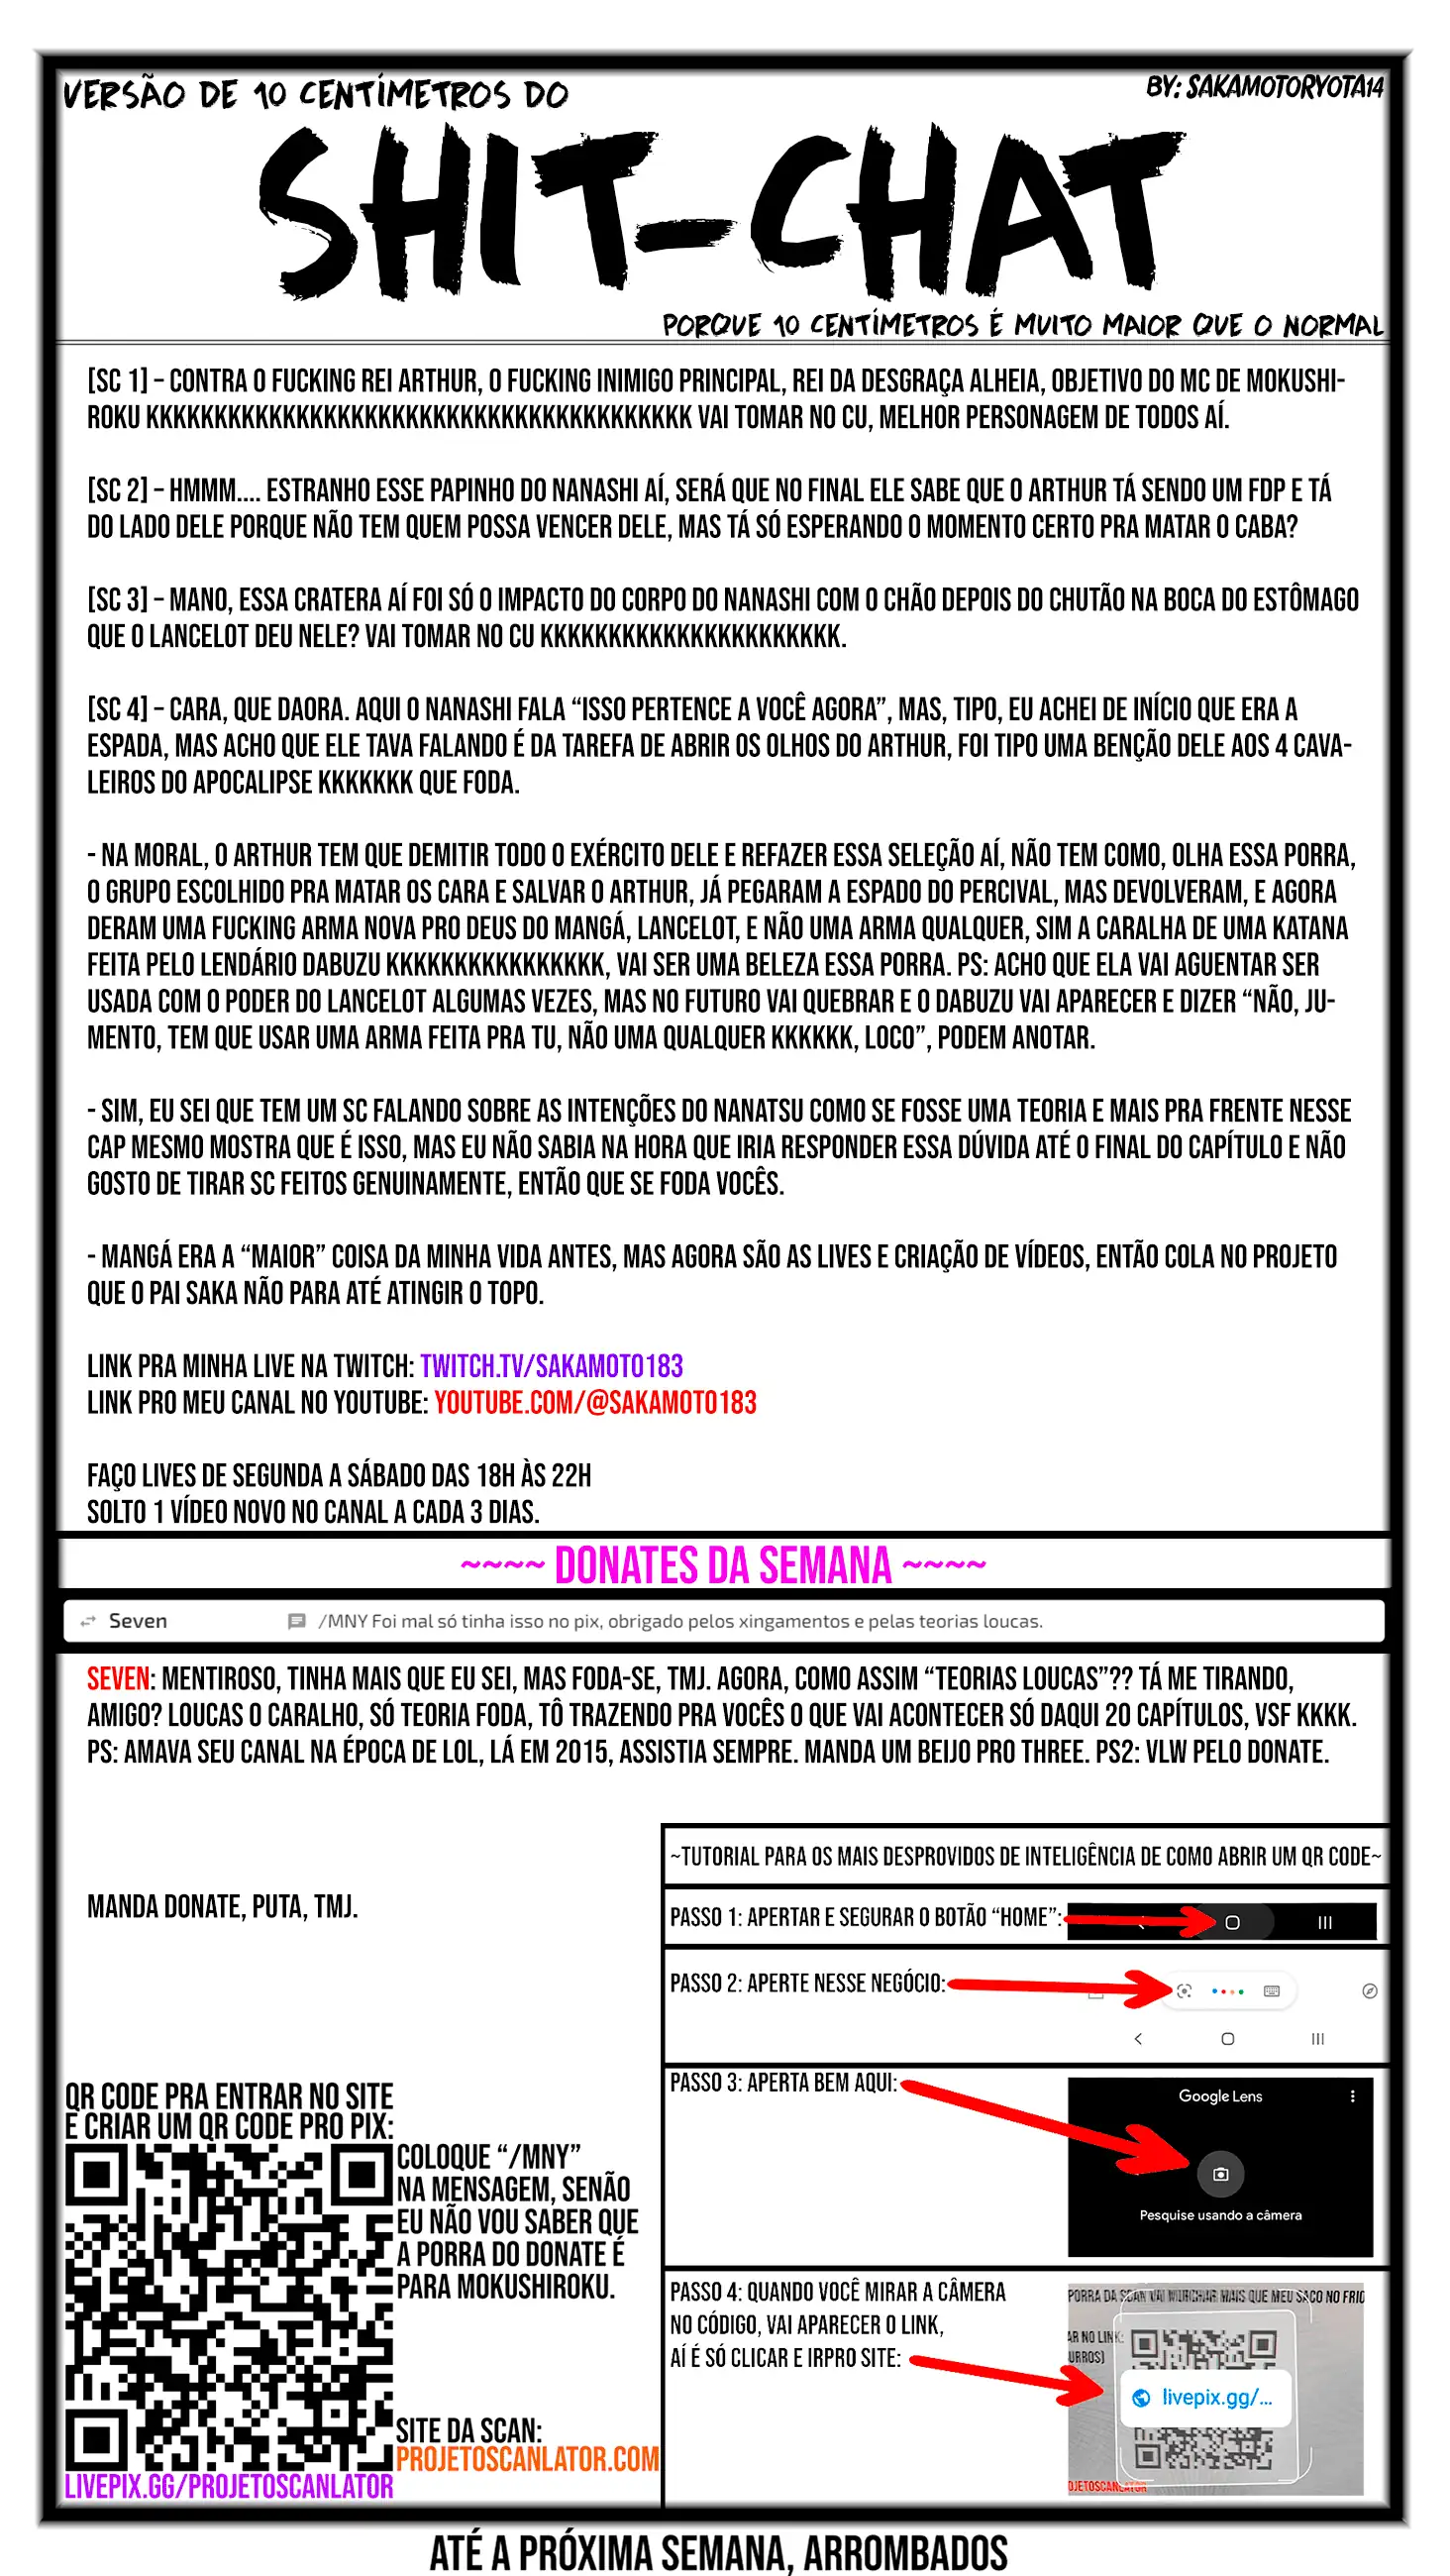 VERSÃO DE 10 CENTÍMETROS DO
BY: SAKAMOTORYOTA14
SHIT-CHAT
PORQUE 10 CENTÍMETROS É MUITO MAIOR QUE O NORMAL
[SC 1] – CONTRA O FUCKING REI ARTHUR, O FUCKING INIMIGO PRINCIPAL, REI DA DESGRAÇA ALHEIA, OBJETIVO DO MC DE MOKUSHI-
ROKU KKKKKKKKKKKKKKKKKKKKKKKKKKKKKKKKKKKKKKKK VAI TOMAR NO CU, MELHOR PERSONAGEM DE TODOS AÍ.
[SC 2] – HMMM.... ESTRANHO ESSE PAPINHO DO NANASHI AÍ, SERÁ QUE NO FINAL ELE SABE QUE O ARTHUR TÁ SENDO UM FDP E TÁ
DO LADO DELE PORQUE NÃO TEM QUEM POSSA VENCER DELE, MAS TÁ SÓ ESPERANDO O MOMENTO CERTO PRA MATAR O CABA?
[SC 3] – MANO, ESSA CRATERA AÍ FOI SÓ O IMPACTO DO CORPO DO NANASHI COM O CHÃO DEPOIS DO CHUTÃO NA BOCA DO ESTÔMAGO
QUE O LANCELOT DEU NELE? VAI TOMAR NO CU KKKKKKKKKKKKKKKKKKKKKK.
[SC 4] – CARA, QUE DAORA. AQUI O NANASHI FALA “ISSO PERTENCE A VOCÊ AGORA”, MAS, TIPO, EU ACHEI DE INÍCIO QUE ERA A
ESPADA, MAS ACHO QUE ELE TAVA FALANDO É DA TAREFA DE ABRIR OS OLHOS DO ARTHUR, FOI TIPO UMA BENÇÃO DELE AOS 4 CAVA-
LEIROS DO APOCALIPSE KKKKKKK QUE FODA.
- NA MORAL, O ARTHUR TEM QUE DEMITIR TODO O EXÉRCITO DELE E REFAZER ESSA SELEÇÃO AÍ, NÃO TEM COMO, OLHA ESSA PORRA,
O GRUPO ESCOLHIDO PRA MATAR OS CARA E SALVAR O ARTHUR, JÁ PEGARAM A ESPADO DO PERCIVAL, MAS DEVOLVERAM, E AGORA
DERAM UMA FUCKING ARMA NOVA PRO DEUS DO MANGÁ, LANCELOT, E NÃO UMA ARMA QUALQUER, SIM A CARALHA DE UMA KATANA
FEITA PELO LENDÁRIO DABUZU KKKKKKKKKKKKKKKK, VAI SER UMA BELEZA ESSA PORRA. PS: ACHO QUE ELA VAI AGUENTAR SER
USADA COM O PODER DO LANCELOT ALGUMAS VEZES, MAS NO FUTURO VAI QUEBRAR E O DABUZU VAI APARECER E DIZER “NÃO, JU-
MENTO, TEM QUE USAR UMA ARMA FEITA PRA TU, NÃO UMA QUALQUER KKKKKK, LOCO”, PODEM ANOTAR.
- SIM, EU SEI QUE TEM UM SC FALANDO SOBRE AS INTENÇÕES DO NANATSU COMO SE FOSSE UMA TEORIA E MAIS PRA FRENTE NESSE
CAP MESMO MOSTRA QUE É ISSO, MAS EU NÃO SABIA NA HORA QUE IRIA RESPONDER ESSA DÚVIDA ATÉ O FINAL DO CAPÍTULO E NÃO
GOSTO DE TIRAR SC FEITOS GENUINAMENTE, ENTÃO QUE SE FODA VOCÊS.
- MANGÁ ERA A “MAIOR” COISA DA MINHA VIDA ANTES, MAS AGORA SÃO AS LIVES E CRIAÇÃO DE VÍDEOS, ENTÃO COLA NO PROJETO
QUE O PAI SAKA NÃO PARA ATÉ ATINGIR O TOPO.
LINK PRA MINHA LIVE NA TWITCH: TWITCH.TV/SAKAMOTO183
LINK PRO MEU CANAL NO YOUTUBE: YOUTUBE.COM/@SAKAMOTO183
FAÇO LIVES DE SEGUNDA A SÁBADO DAS 18H ÀS 22H
SOLTO 1 VÍDEO NOVO NO CANAL A CADA 3 DIAS.
~~~~ DONATES DA SEMANA ~~~~
Seven /MNY Foi mal só tinha isso no pix, obrigado pelos xingamentos e pelas teorias loucas.
SEVEN: MENTIROSO, TINHA MAIS QUE EU SEI, MAS FODA-SE, TMJ. AGORA, COMO ASSIM “TEORIAS LOUCAS”?? TÁ ME TIRANDO,
AMIGO? LOUCAS O CARALHO, SÓ TEORIA FODA, TÔ TRAZENDO PRA VOCÊS O QUE VAI ACONTECER SÓ DAQUI 20 CAPÍTULOS, VSF KKKK.
PS: AMAVA SEU CANAL NA ÉPOCA DE LOL, LÁ EM 2015, ASSISTIA SEMPRE. MANDA UM BEIJO PRO THREE. PS2: VLW PELO DONATE.
MANDA DONATE, PUTA, TMJ.
QR CODE PRA ENTRAR NO SITE
E CRIAR UM QR CODE PRO PIX:
COLOQUE “/MNY”
NA MENSAGEM, SENÃO
EU NÃO VOU SABER QUE
A PORRA DO DONATE É
PARA MOKUSHIROKU.
SITE DA SCAN:
PROJETOSCANLATOR.COM
LIVEPIX.GG/PROJETOSCANLATOR
~TUTORIAL PARA OS MAIS DESPROVIDOS DE INTELIGÊNCIA DE COMO ABRIR UM QR CODE~
PASSO 1: APERTAR E SEGURAR O BOTÃO “HOME”:
PASSO 2: APERTE NESSE NEGÓCIO:
PASSO 3: APERTA BEM AQUI:
Google Lens
Pesquise usando a câmera
PASSO 4: QUANDO VOCÊ MIRAR A CÂMERA
NO CÓDIGO, VAI APARECER O LINK,
AÍ É SÓ CLICAR E IRPRO SITE:
PORRA DA SCAN VAI MURCHAR MAIS QUE MEU SACO NO FRIO
AR NO LINK:
URROS)
livepix.gg/...
OJETOSCANLATOR
ATÉ A PRÓXIMA SEMANA, ARROMBADOS